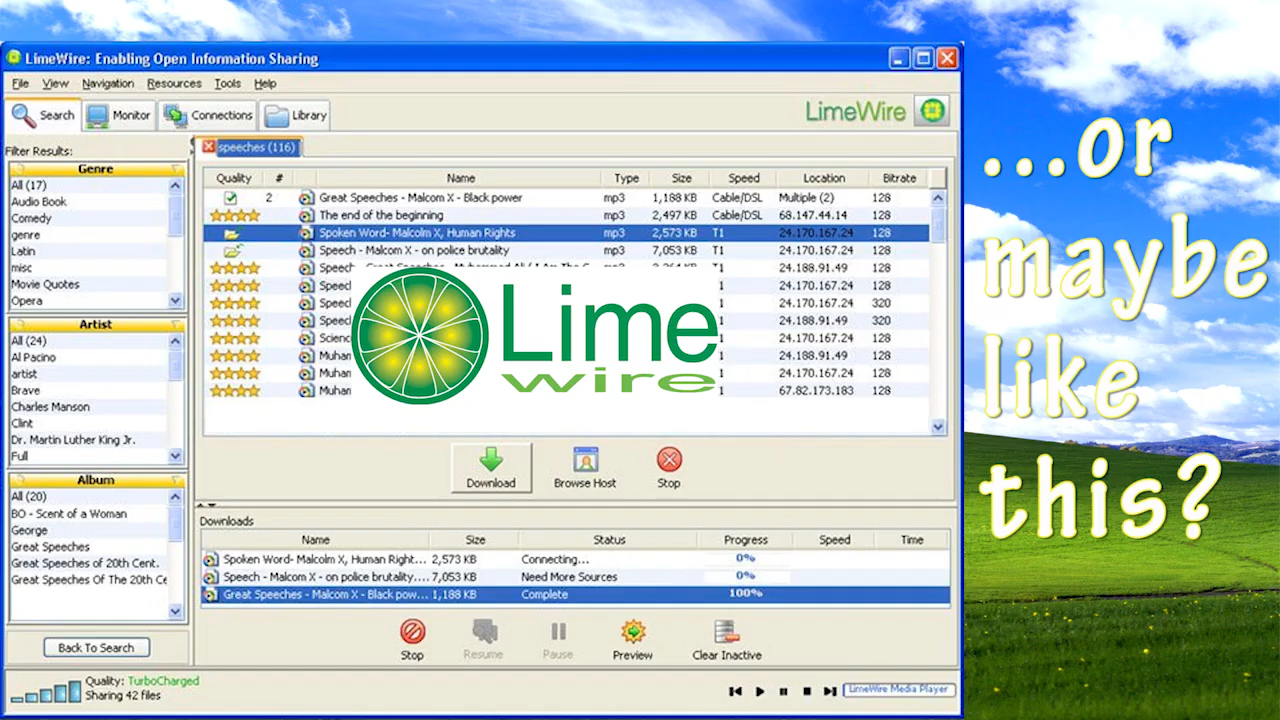 LimeWire: Enabling Open Information Sharing
File View Navigation Resources Tools Help
Search Monitor Connections Library
LimeWire
Filter Results:
speeches (116)
Genre
All (17)
Audio Book
Comedy
genre
Latin
misc
Movie Quotes
Opera
Artist
All (24)
Al Pacino
artist
Brave
Charles Manson
Clint
Dr. Martin Luther King Jr.
Full
Album
All (20)
BO - Scent of a Woman
George
Great Speeches
Great Speeches of 20th Cent.
Great Speeches Of The 20th Ce
Back To Search
Quality # Name Type Size Speed Location Bitrate
2 Great Speeches - Malcom X - Black power mp3 1,188 KB Cable/DSL Multiple (2) 128
The end of the beginning mp3 2,497 KB Cable/DSL 68.147.44.14 128
Spoken Word- Malcolm X, Human Rights mp3 2,573 KB T1 24.170.167.24 128
Speech - Malcom X - on police brutality mp3 7,053 KB T1 24.170.167.24 128
Speech 24.188.91.49 128
Speec 24.170.167.24 128
Speec 24.170.167.24 320
Speec 24.188.91.49 320
Scienc 24.170.167.24 128
Muhan 24.188.91.49 128
Muhan 24.170.167.24 128
Muhan 67.82.173.183 128
Lime
wire
Download Browse Host Stop
Downloads
Name Size Status Progress Speed Time
Spoken Word- Malcolm X, Human Right... 2,573 KB Connecting... 0%
Speech - Malcom X - on police brutality.... 7,053 KB Need More Sources 0%
Great Speeches - Malcom X - Black pow... 1,188 KB Complete 100%
Stop Resume Pause Preview Clear Inactive
Quality: TurboCharged
Sharing 42 files
LimeWire Media Player
...or
maybe
like
this?